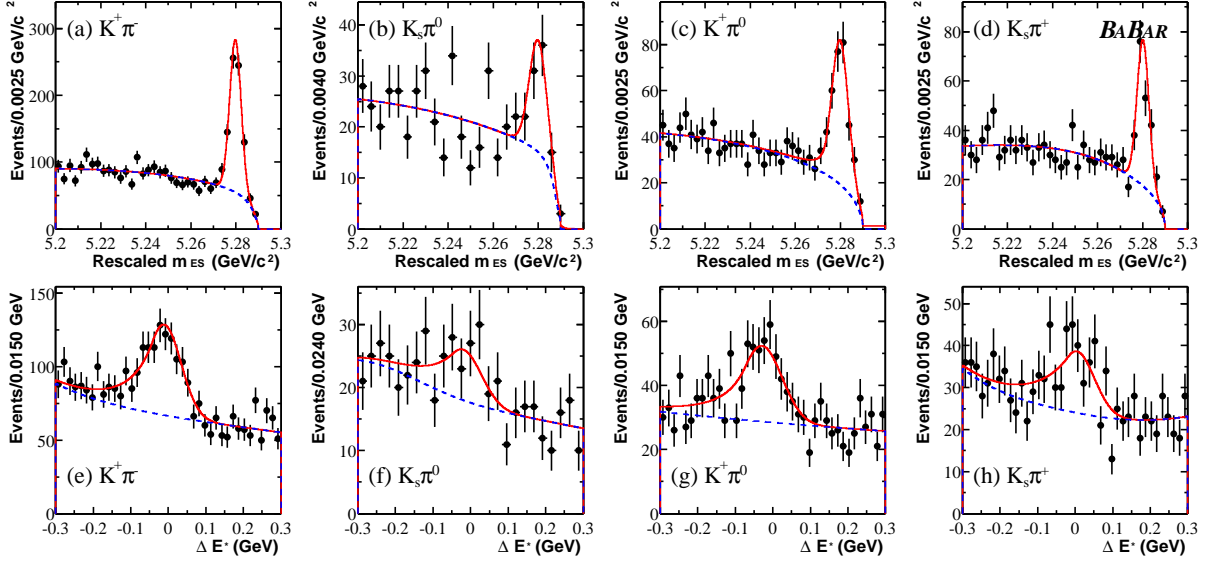 Events/0.0025 GeV/c²
(a) K⁺π⁻
300
200
100
0
5.2 5.22 5.24 5.26 5.28 5.3
Rescaled mES (GeV/c²)
Events/0.0040 GeV/c²
(b) Ksπ⁰
40
30
20
10
0
5.2 5.22 5.24 5.26 5.28 5.3
Rescaled mES (GeV/c²)
Events/0.0025 GeV/c²
(c) K⁺π⁰
80
60
40
20
0
5.2 5.22 5.24 5.26 5.28 5.3
Rescaled mES (GeV/c²)
Events/0.0025 GeV/c²
(d) Ksπ⁺
BABAR
80
60
40
20
0
5.2 5.22 5.24 5.26 5.28 5.3
Rescaled mES (GeV/c²)
Events/0.0150 GeV
150
100
50
0
(e) K⁺π⁻
-0.3 -0.2 -0.1 0 0.1 0.2 0.3
Δ E* (GeV)
Events/0.0240 GeV
30
20
10
0
(f) Ksπ⁰
-0.3 -0.2 -0.1 0 0.1 0.2 0.3
Δ E* (GeV)
Events/0.0150 GeV
60
40
20
0
(g) K⁺π⁰
-0.3 -0.2 -0.1 0 0.1 0.2 0.3
Δ E* (GeV)
Events/0.0150 GeV
50
40
30
20
10
0
(h) Ksπ⁺
-0.3 -0.2 -0.1 0 0.1 0.2 0.3
Δ E* (GeV)